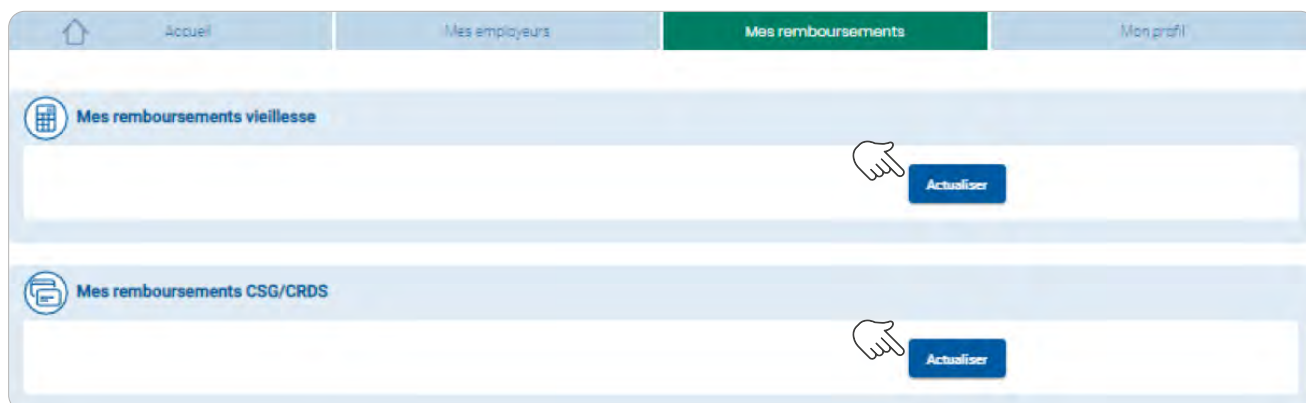 Accueil
Mes employeurs
Mes remboursements
Mon profil
Mes remboursements vieillesse
Actualiser
Mes remboursements CSG/CRDS
Actualiser